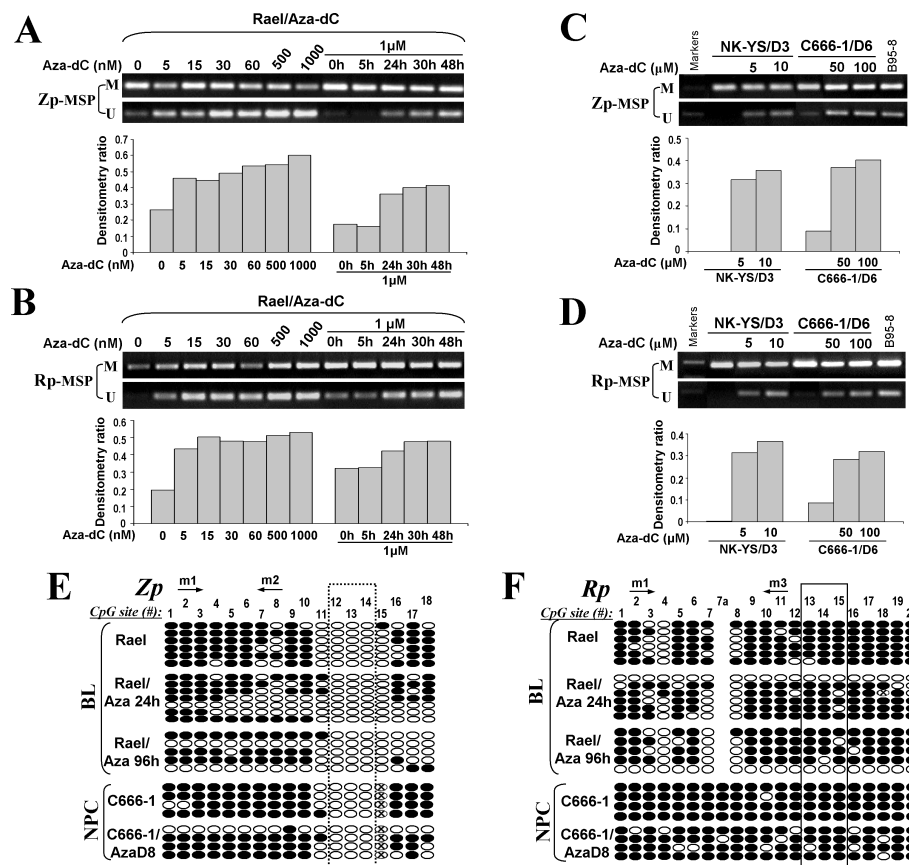 A
Rael/Aza-dC
1µM
Aza-dC (nM) 0 5 15 30 60 500 1000 0h 5h 24h 30h 48h
Zp-MSP
M
U
Densitometry ratio
0.7
0.6
0.5
0.4
0.3
0.2
0.1
0
Aza-dC (nM) 0 5 15 30 60 500 1000 0h 5h 24h 30h 48h
1µM
B
Rael/Aza-dC
1 µM
Aza-dC (nM) 0 5 15 30 60 500 1000 0h 5h 24h 30h 48h
Rp-MSP
M
U
Densitometry ratio
0.6
0.5
0.4
0.3
0.2
0.1
0
Aza-dC (nM) 0 5 15 30 60 500 1000 0h 5h 24h 30h 48h
1µM
C
Markers
NK-YS/D3 C666-1/D6
B95-8
Aza-dC (µM) 5 10 50 100
Zp-MSP
M
U
Densitometry ratio
0.5
0.4
0.3
0.2
0.1
0
Aza-dC (µM) 5 10 50 100
NK-YS/D3 C666-1/D6
D
Markers
NK-YS/D3 C666-1/D6
B95-8
Aza-dC (µM) 5 10 50 100
Rp-MSP
M
U
Densitometry ratio
0.4
0.3
0.2
0.1
0
Aza-dC (µM) 5 10 50 100
NK-YS/D3 C666-1/D6
E
Zp m1 m2
CpG site (#): 1 2 3 4 5 6 7 8 9 10 11 12 13 14 15 16 17 18
BL
Rael
Rael/
Aza 24h
Rael/
Aza 96h
NPC
C666-1
C666-1/
AzaD8
F
Rp m1 m3
CpG site (#): 1 2 3 4 5 6 7 7a 8 9 10 11 12 13 14 15 16 17 18 19
BL
Rael
Rael/
Aza 24h
Rael/
Aza 96h
NPC
C666-1
C666-1/
AzaD8